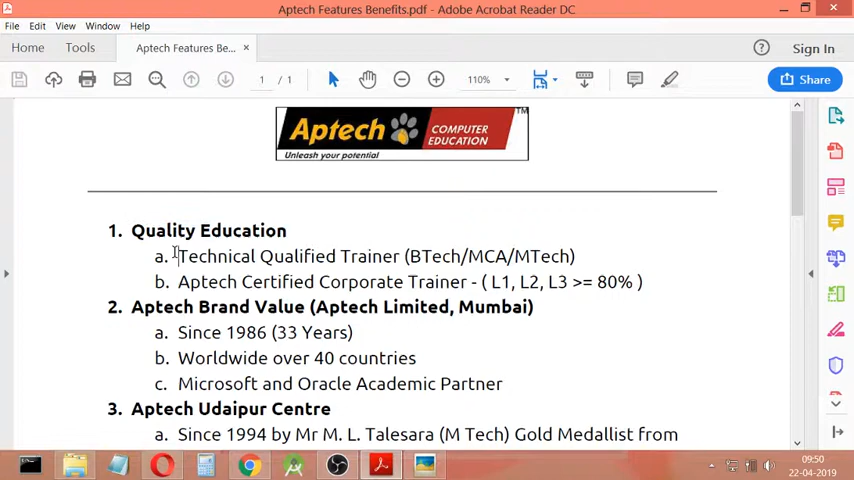 Aptech Features Benefits.pdf - Adobe Acrobat Reader DC
File Edit View Window Help
Home Tools Aptech Features Be... × Sign In
1 / 1 110% Share
Aptech COMPUTER EDUCATION TM
Unleash your potential
1. Quality Education
a. Technical Qualified Trainer (BTech/MCA/MTech)
b. Aptech Certified Corporate Trainer - ( L1, L2, L3 >= 80% )
2. Aptech Brand Value (Aptech Limited, Mumbai)
a. Since 1986 (33 Years)
b. Worldwide over 40 countries
c. Microsoft and Oracle Academic Partner
3. Aptech Udaipur Centre
a. Since 1994 by Mr M. L. Talesara (M Tech) Gold Medallist from
09:50
22-04-2019